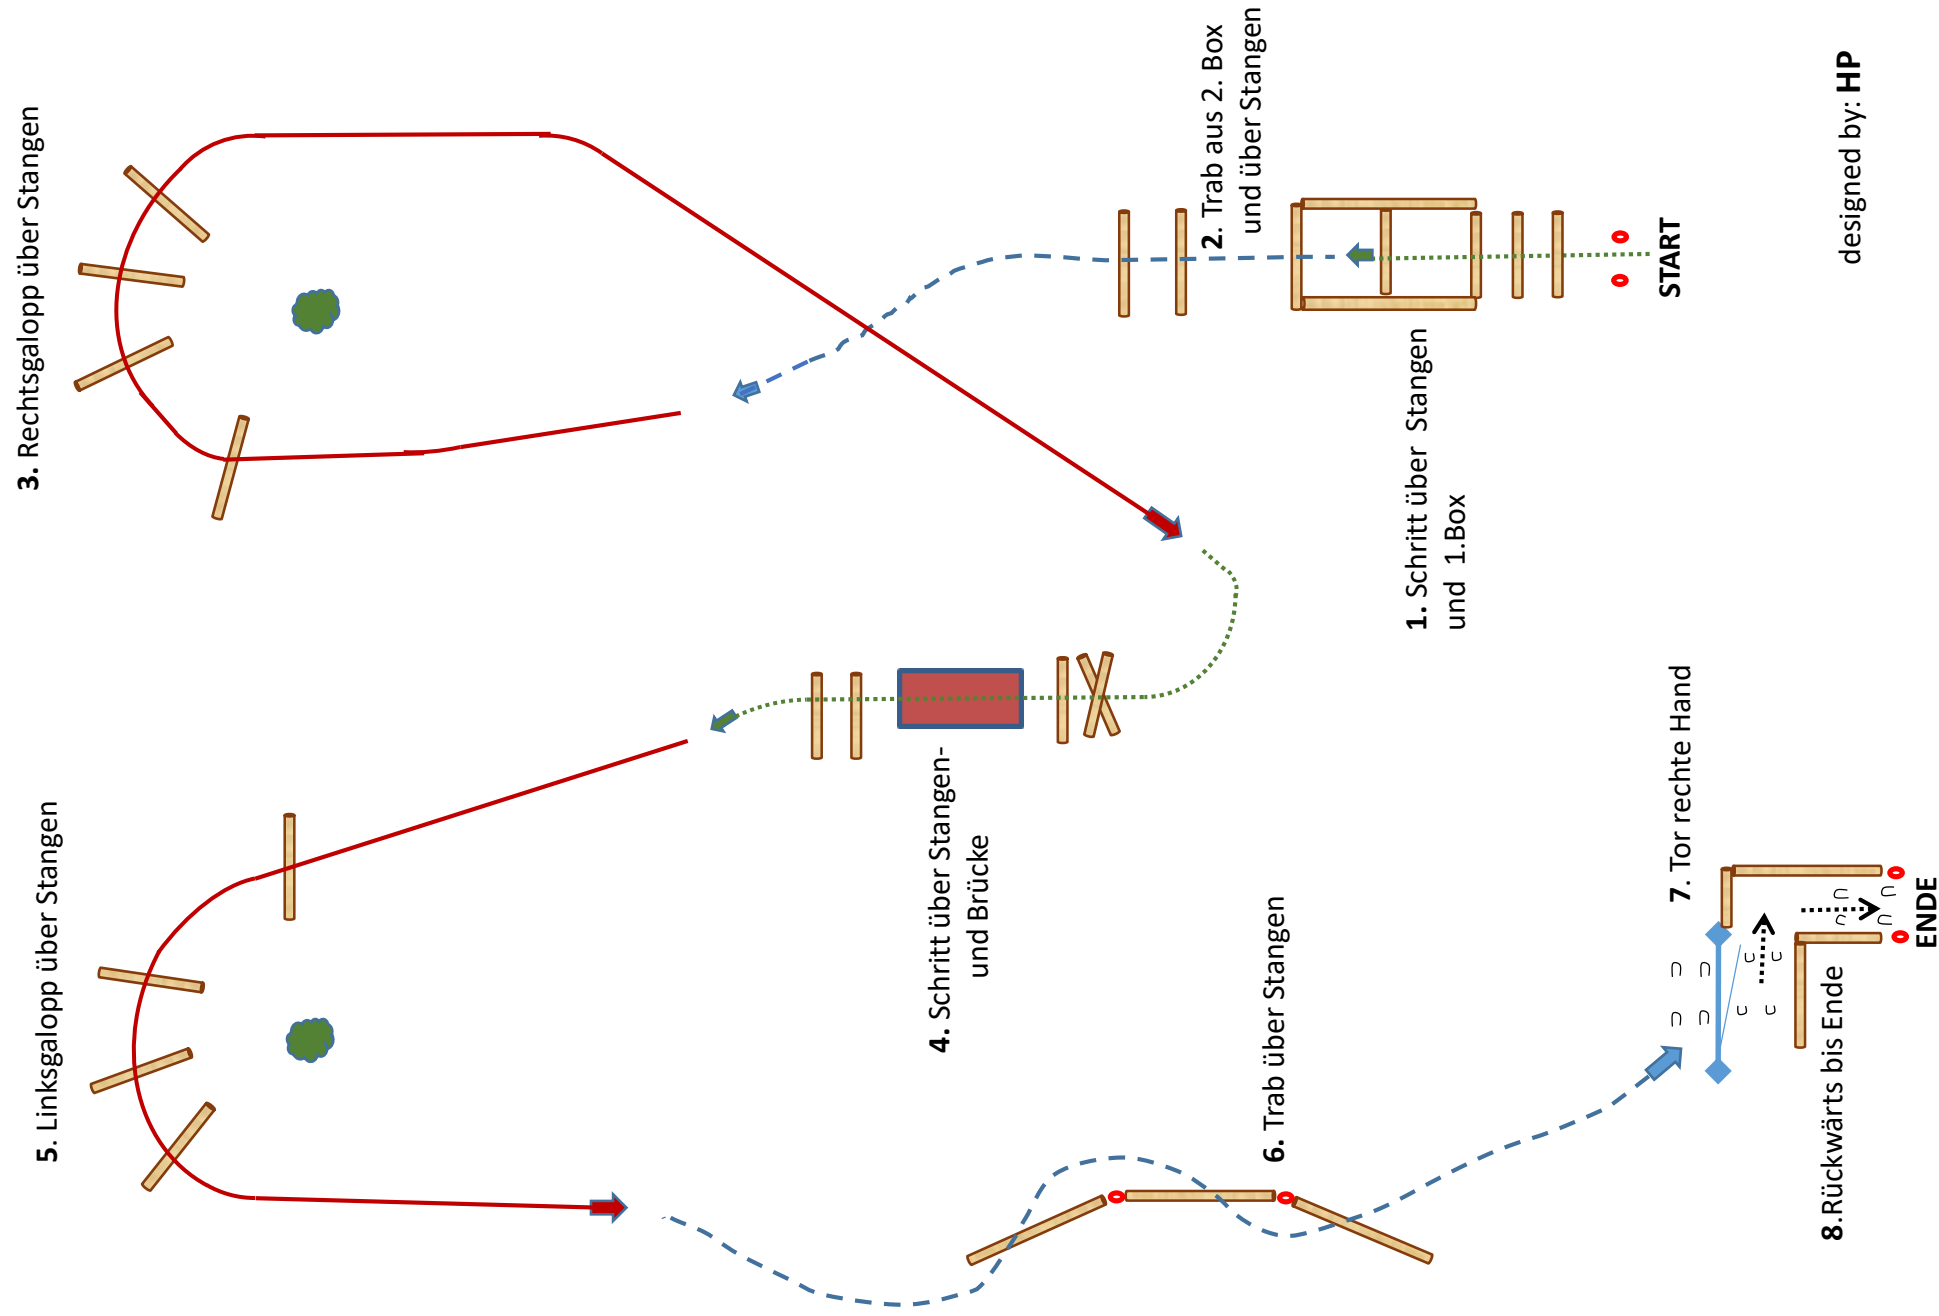 3. Rechtsgalopp über Stangen
2. Trab aus 2. Box
und über Stangen
designed by: HP
START
1. Schritt über Stangen
und 1.Box
5. Linksgalopp über Stangen
4. Schritt über Stangen-
und Brücke
6. Trab über Stangen
7. Tor rechte Hand
8.Rückwärts bis Ende
ENDE